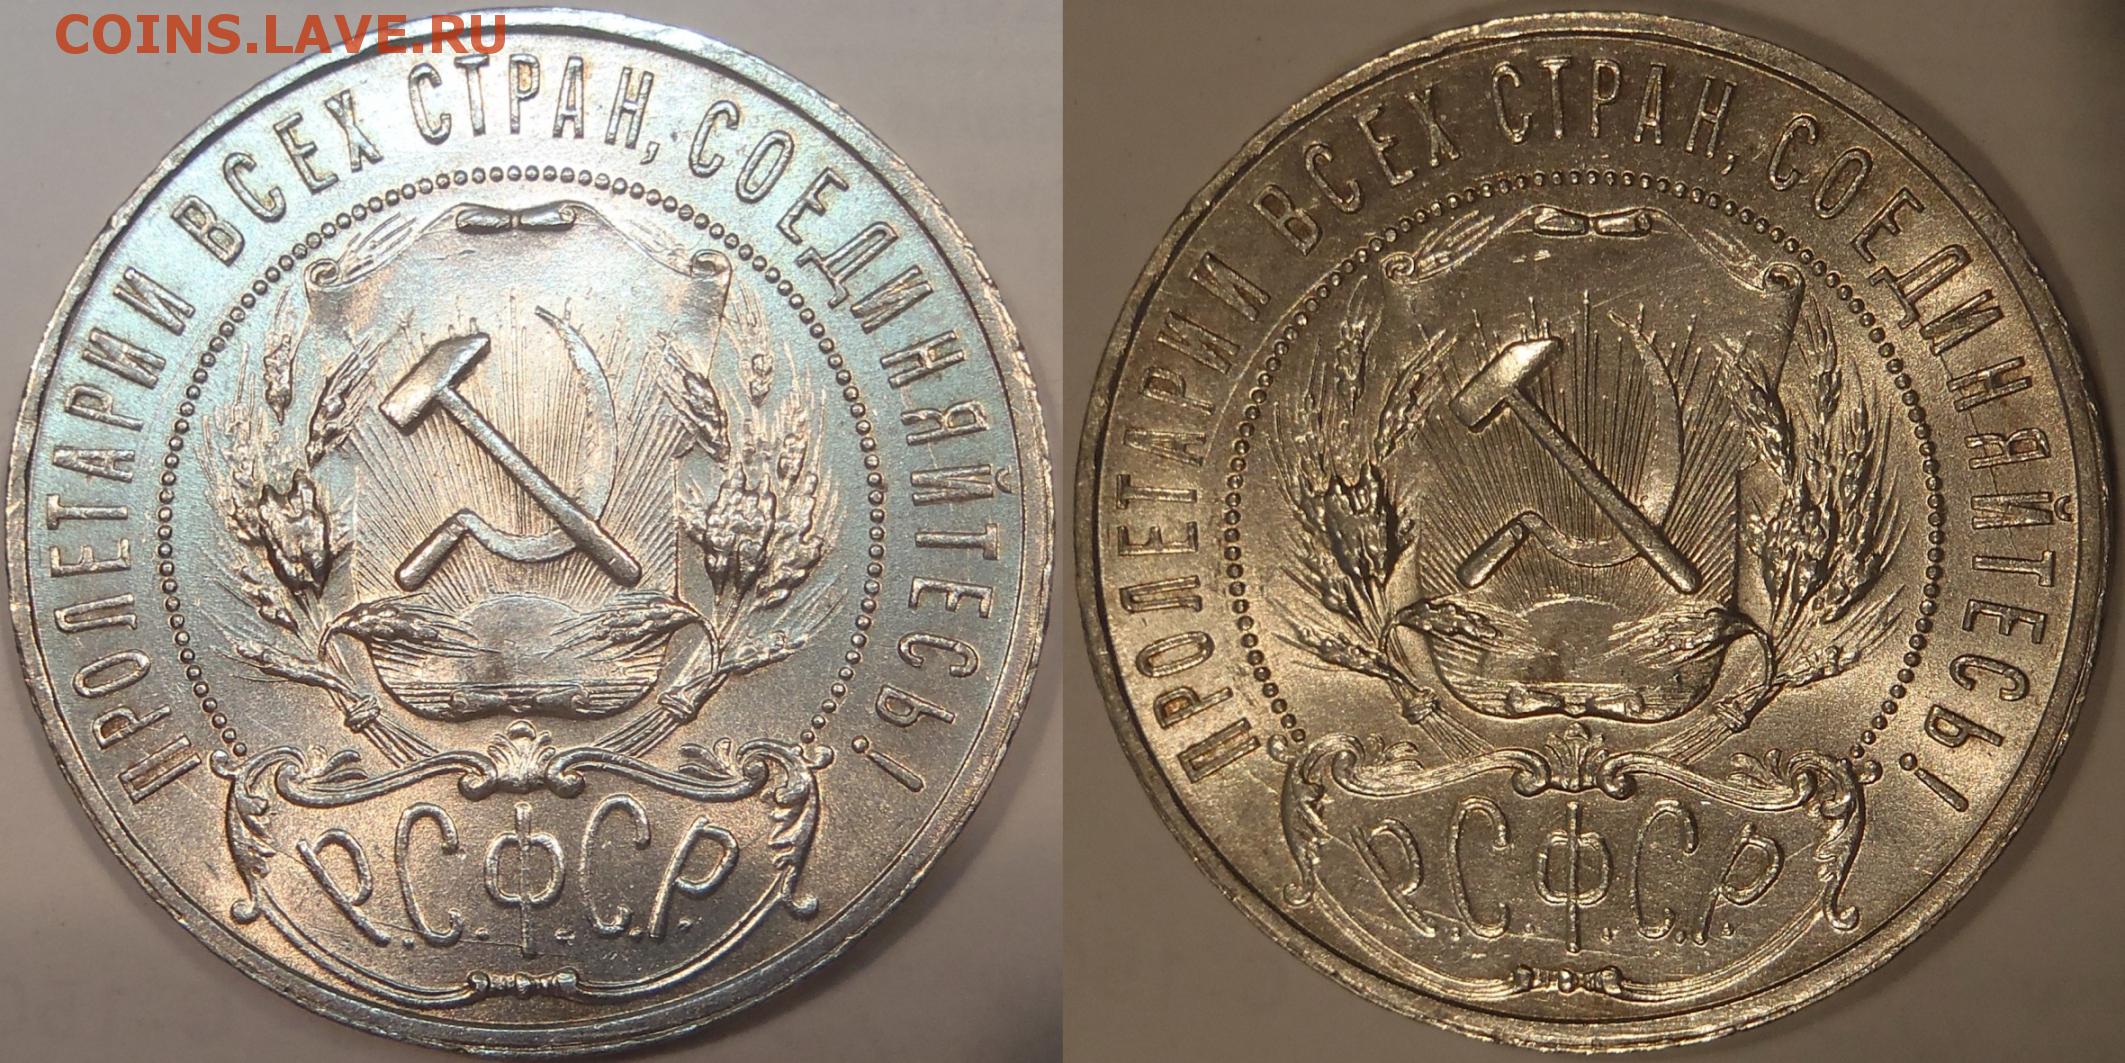 COINS.LAVE.RU
ПРОЛЕТАРИИ ВСЕХ СТРАН, СОЕДИНЯЙТЕСЬ!
Р.С.Ф.С.Р.
ПРОЛЕТАРИИ ВСЕХ СТРАН, СОЕДИНЯЙТЕСЬ!
Р.С.Ф.С.Р.